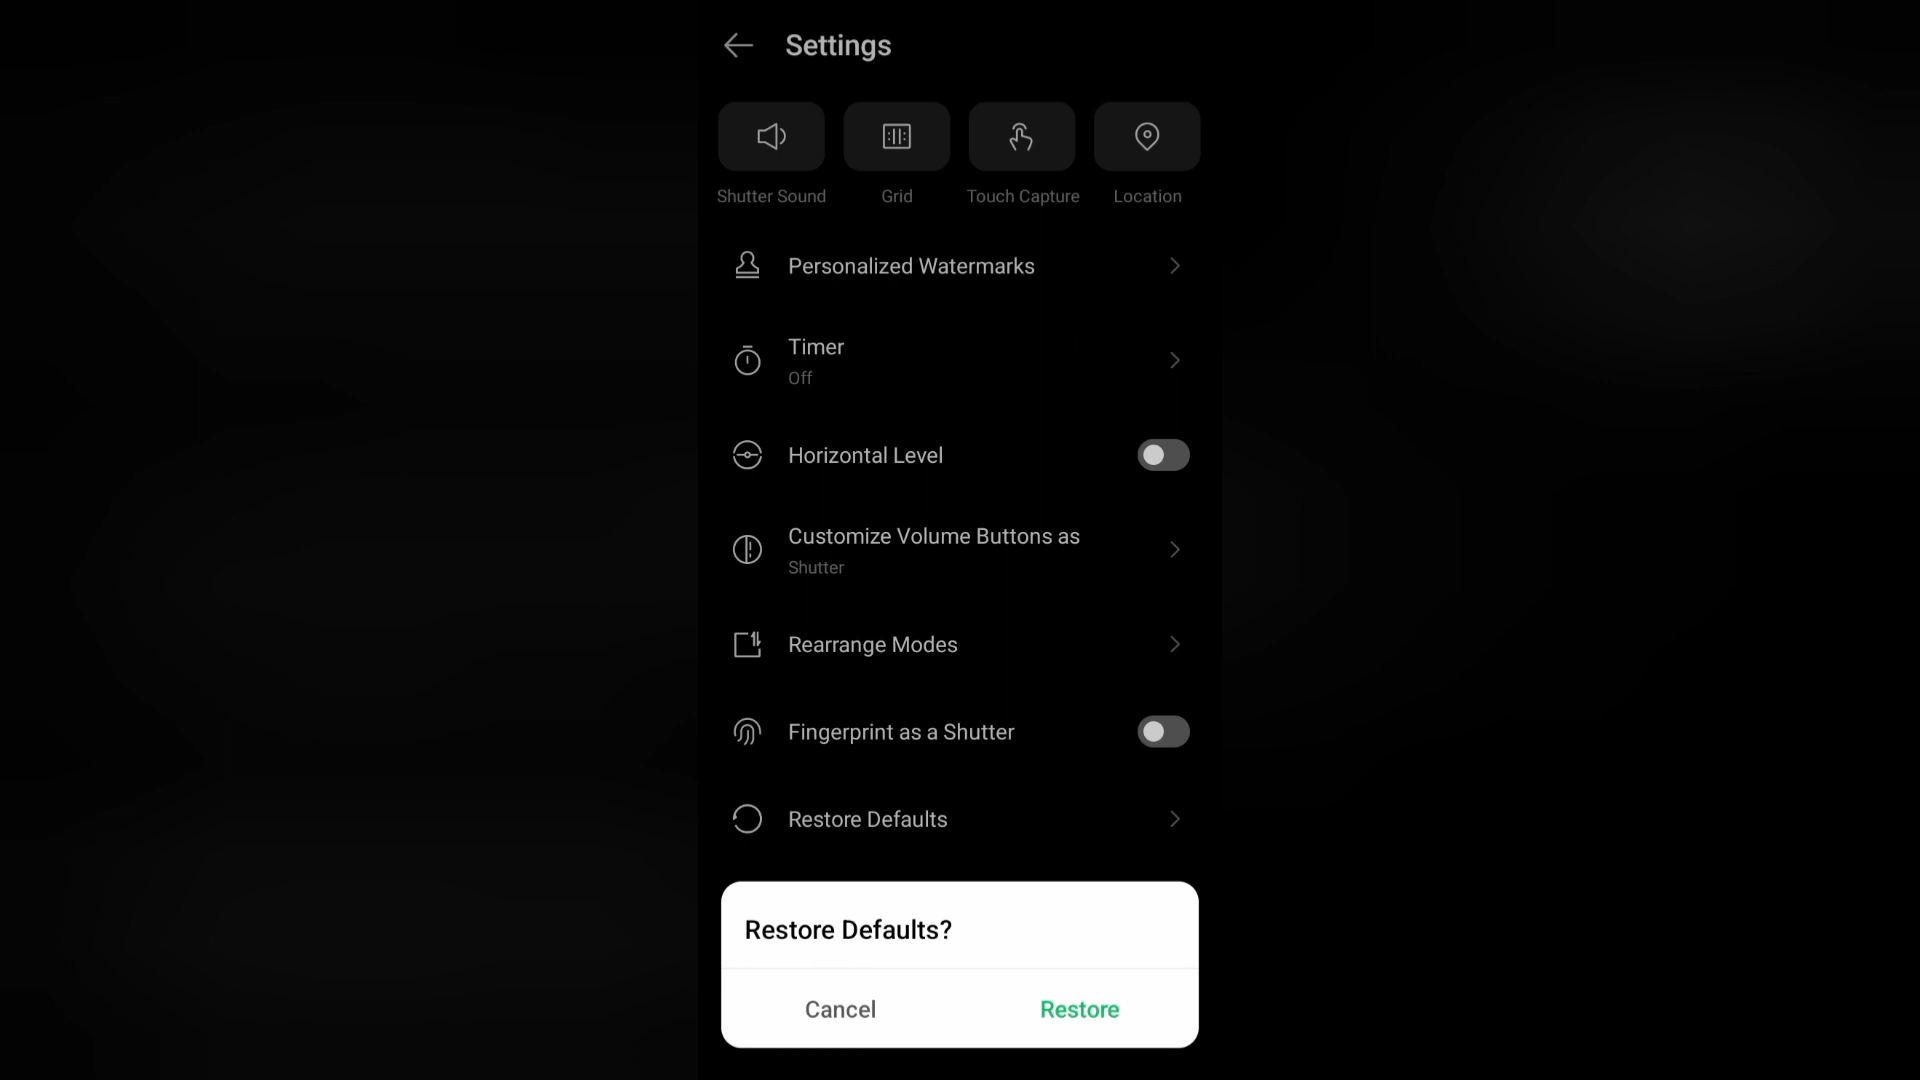 Settings
Shutter Sound
Grid
Touch Capture
Location
Personalized Watermarks
Timer
Off
Horizontal Level
Customize Volume Buttons as
Shutter
Rearrange Modes
Fingerprint as a Shutter
Restore Defaults
Restore Defaults?
Cancel
Restore